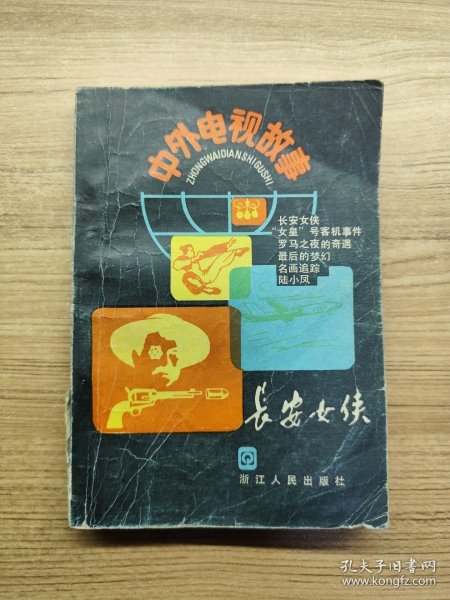 中外电视故事
ZHONGWAIDIANSHIGUSHI
长安女侠
“女皇”号客机事件
罗马之夜的奇遇
最后的梦幻
名画追踪
陆小凤
长安女侠
浙江人民出版社
孔夫子旧书网
www.kongfz.com